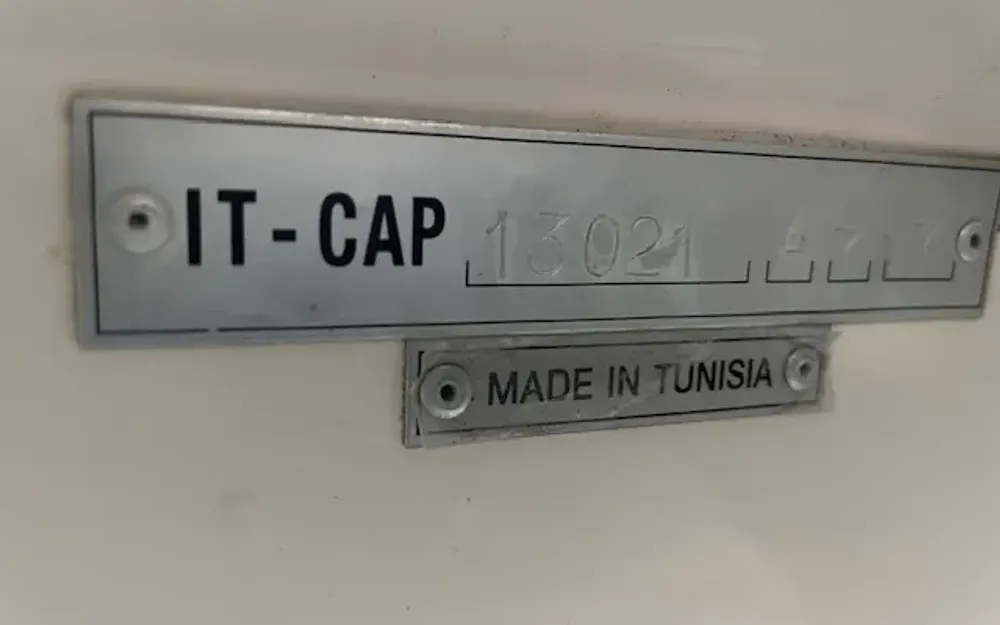 IT-CAP 13021
MADE IN TUNISIA